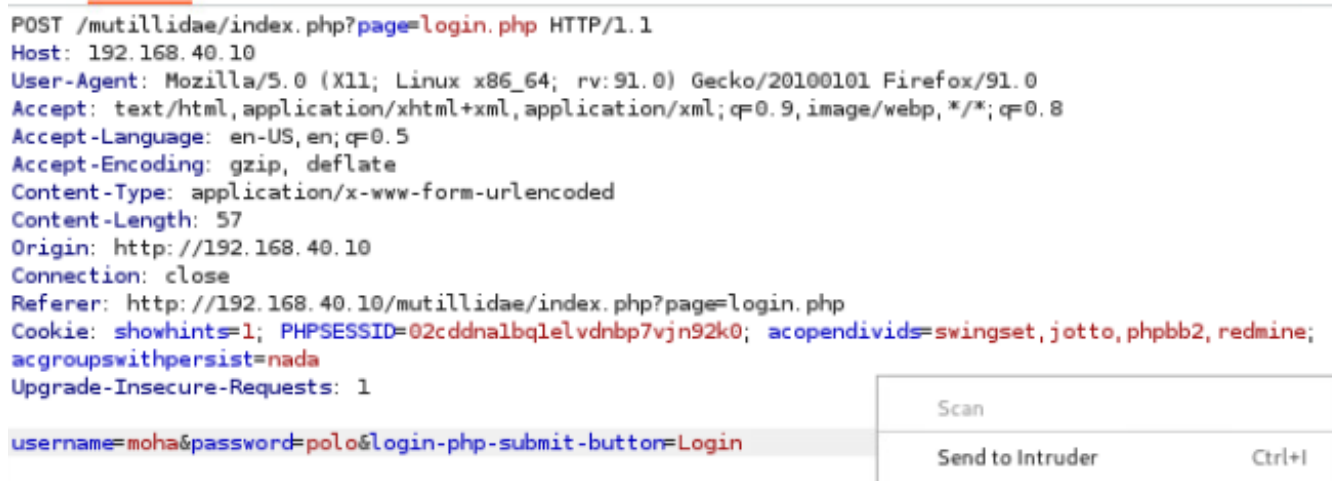 POST /mutillidae/index.php?page=login.php HTTP/1.1
Host: 192.168.40.10
User-Agent: Mozilla/5.0 (X11; Linux x86_64; rv:91.0) Gecko/20100101 Firefox/91.0
Accept: text/html,application/xhtml+xml,application/xml;q=0.9,image/webp,*/*;q=0.8
Accept-Language: en-US,en;q=0.5
Accept-Encoding: gzip, deflate
Content-Type: application/x-www-form-urlencoded
Content-Length: 57
Origin: http://192.168.40.10
Connection: close
Referer: http://192.168.40.10/mutillidae/index.php?page=login.php
Cookie: showhints=1; PHPSESSID=02cddna1bq1elvdnbp7vjn92k0; acopendivids=swingset,jotto,phpbb2,redmine;
acgroupswithpersist=nada
Upgrade-Insecure-Requests: 1
username=moha&password=polo&login-php-submit-button=Login
Scan
Send to Intruder Ctrl+I